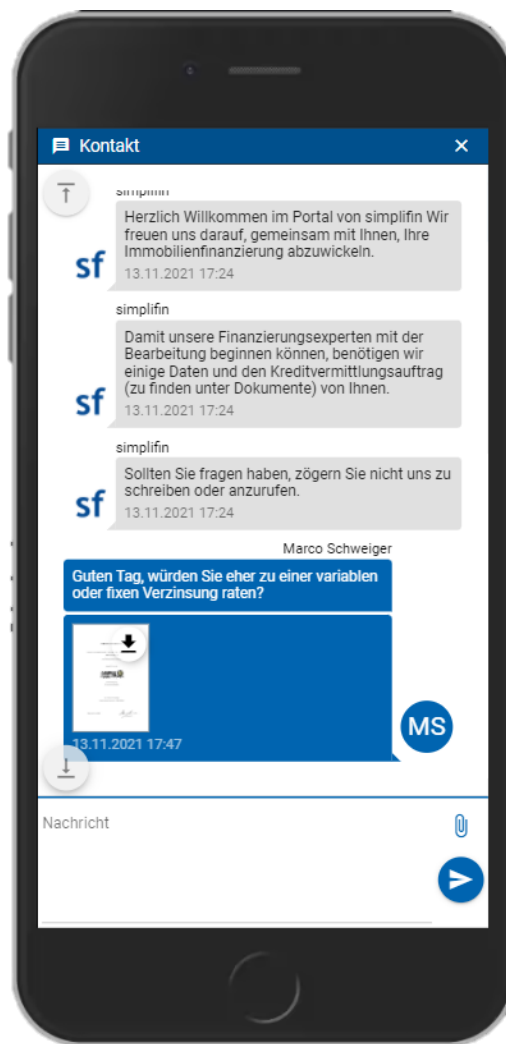 Kontakt
simplifin
Herzlich Willkommen im Portal von simplifin Wir
freuen uns darauf, gemeinsam mit Ihnen, Ihre
Immobilienfinanzierung abzuwickeln.
sf
13.11.2021 17:24
simplifin
Damit unsere Finanzierungsexperten mit der
Bearbeitung beginnen können, benötigen wir
einige Daten und den Kreditvermittlungsauftrag
(zu finden unter Dokumente) von Ihnen.
sf
13.11.2021 17:24
simplifin
Sollten Sie fragen haben, zögern Sie nicht uns zu
schreiben oder anzurufen.
sf
13.11.2021 17:24
Marco Schweiger
Guten Tag, würden Sie eher zu einer variablen
oder fixen Verzinsung raten?
MS
13.11.2021 17:47
Nachricht